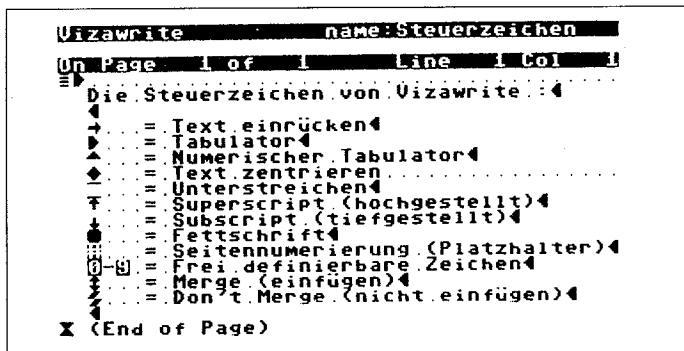 Vizawrite name:Steuerzeichen
On Page 1 of 1 Line 1 Col 1
Die.Steuerzeichen.von.Vizawrite.:
→...=.Text.einrücken
...=.Tabulator
...=.Numerischer.Tabulator
◆...=.Text.zentrieren
...=.Unterstreichen
...=.Superscript.(hochgestellt)
↓...=.Subscript.(tiefgestellt)
●...=.Fettschrift
...=.Seitennumerierung.(Platzhalter)
0-9.=.Frei.definierbare.Zeichen
...=.Merge.(einfügen)
...=.Don't.Merge.(nicht.einfügen)
(End of Page)